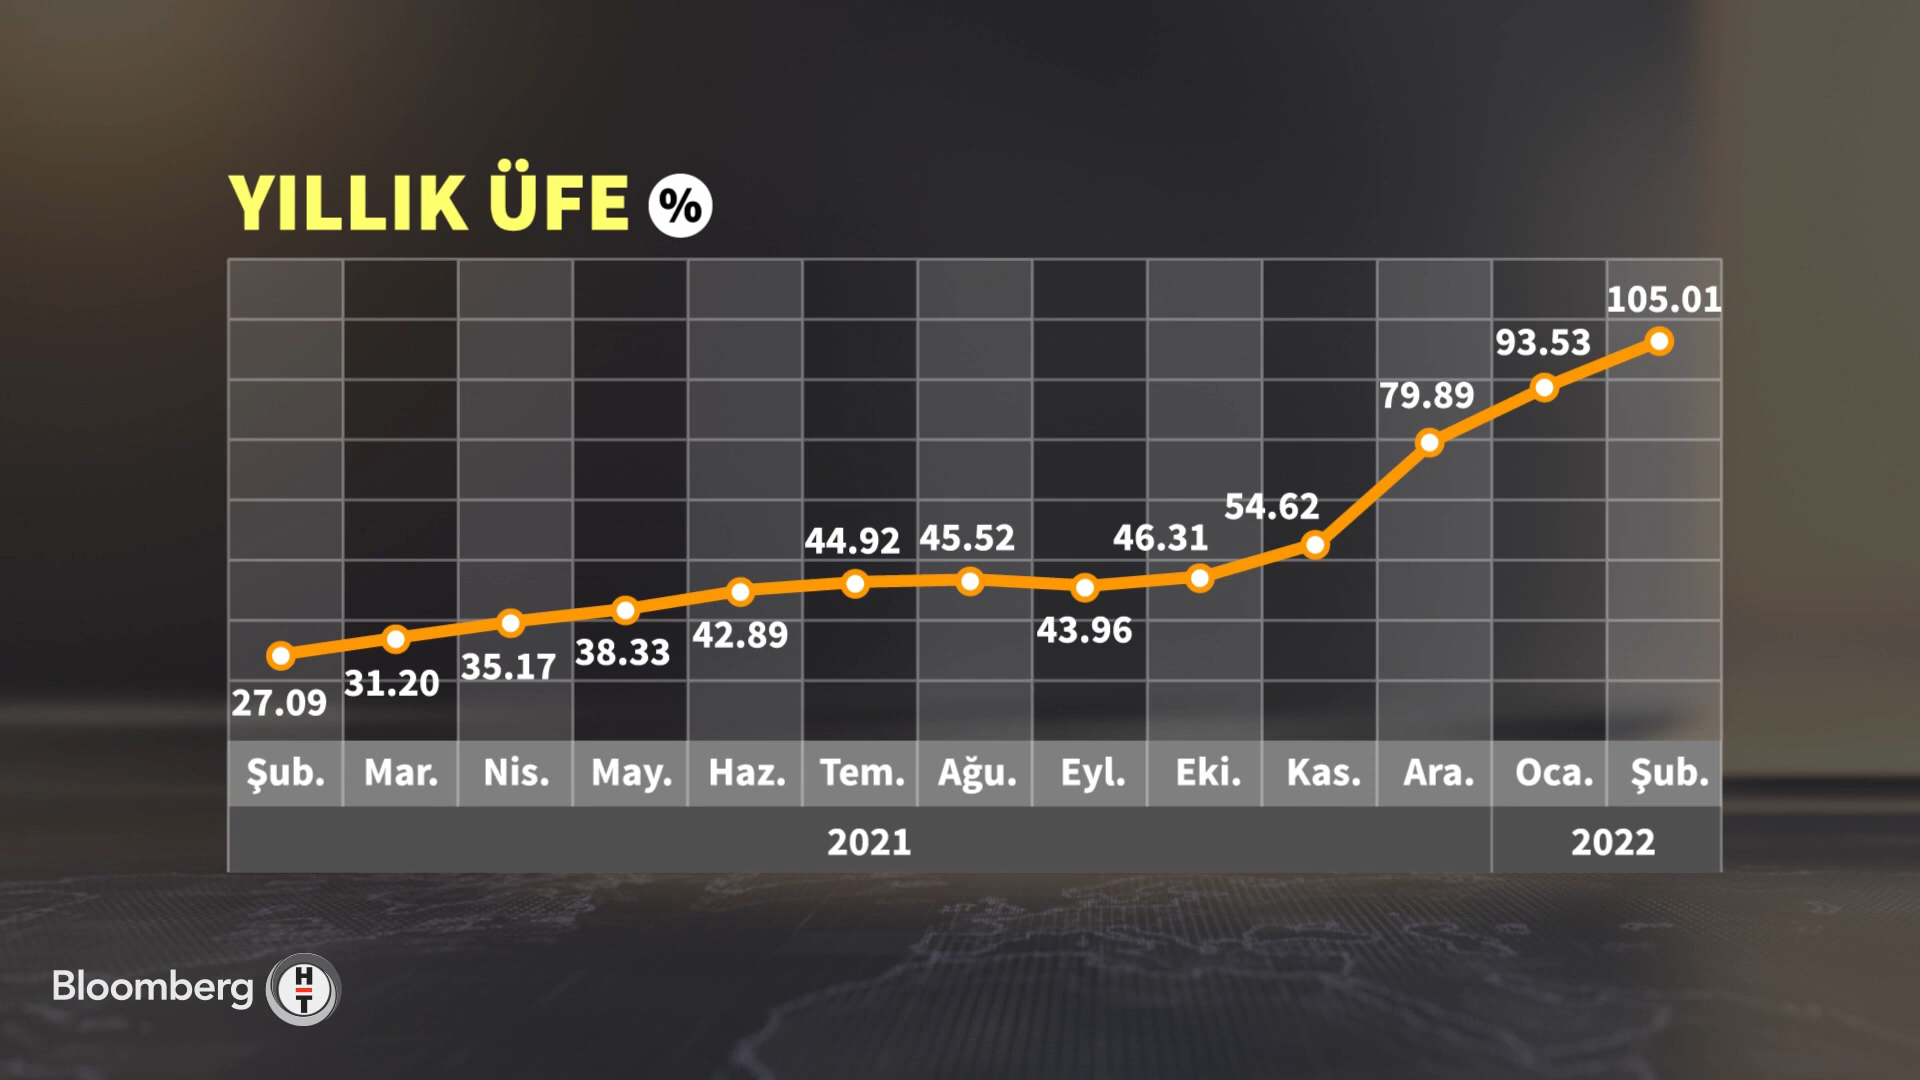 YILLIK ÜFE %
105.01
93.53
79.89
54.62
44.92 45.52 46.31
43.96
42.89
38.33
35.17
31.20
27.09
Şub. Mar. Nis. May. Haz. Tem. Ağu. Eyl. Eki. Kas. Ara. Oca. Şub.
2021 2022
Bloomberg HT